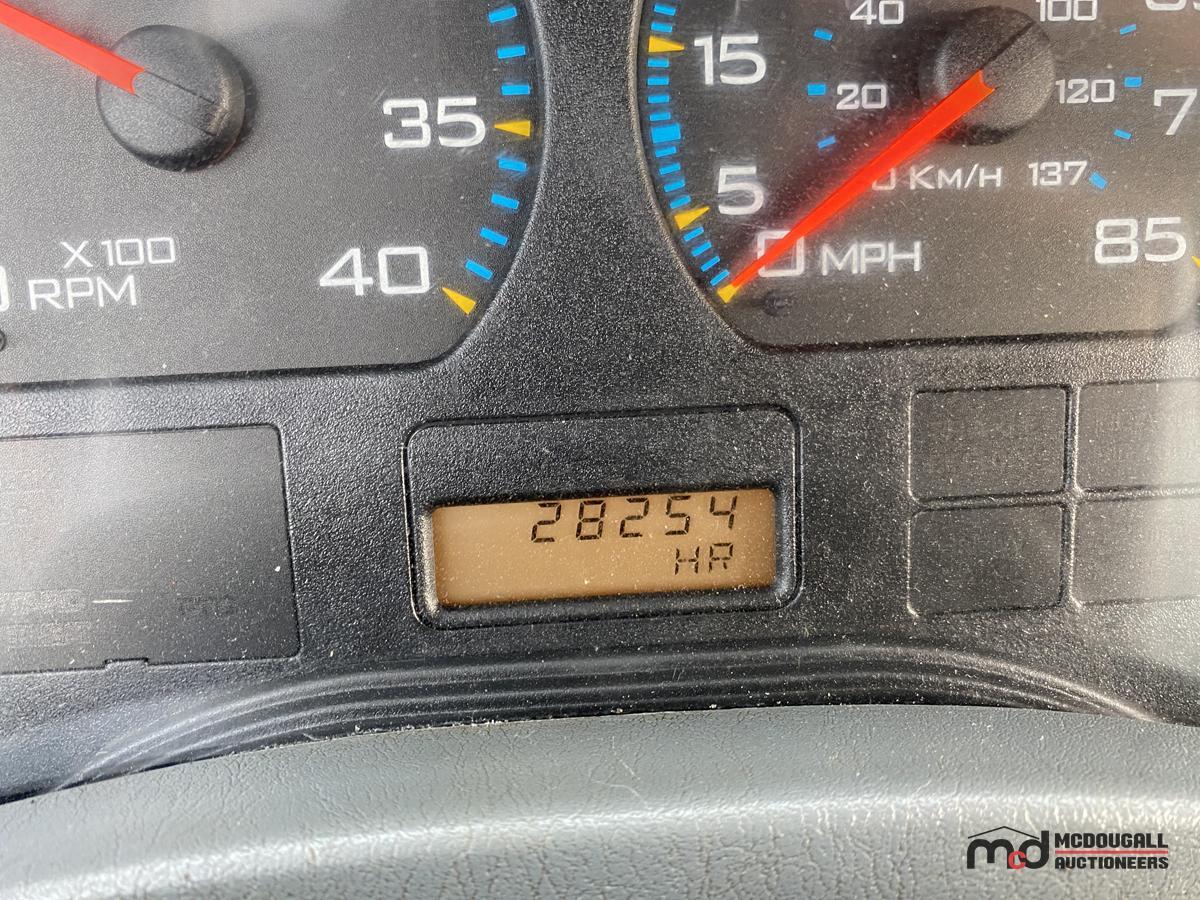 35
40
X100
RPM
15
5
0 MPH
20
40
100
120
KM/H 137
85
28254
HR
mcd MCDOUGALL
AUCTIONEERS